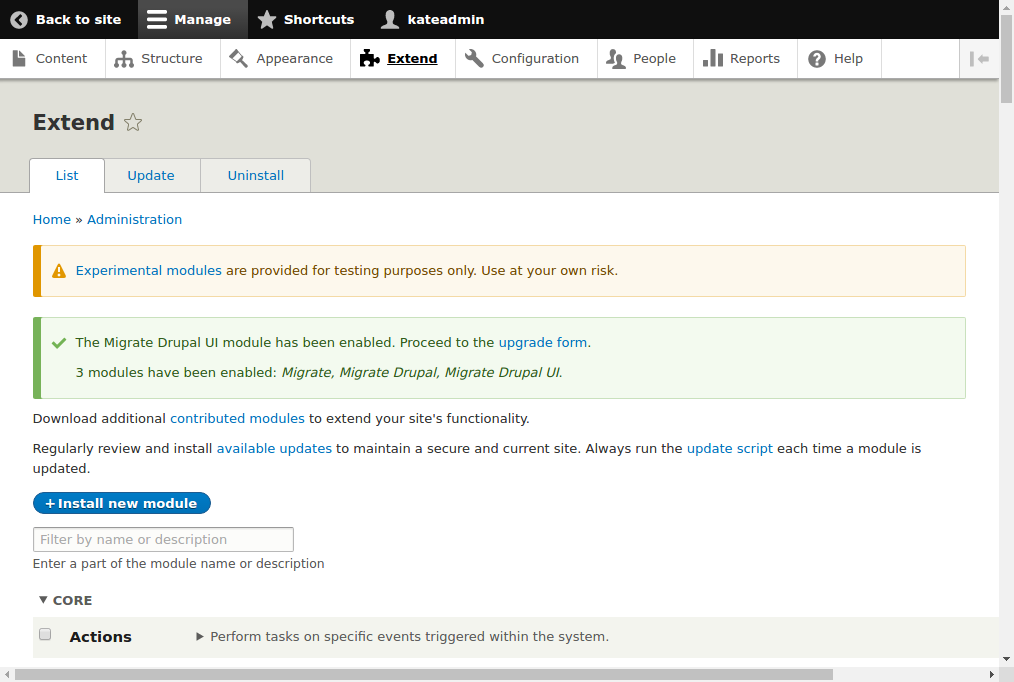 Back to site Manage Shortcuts kateadmin
Content Structure Appearance Extend Configuration People Reports Help
Extend
List Update Uninstall
Home » Administration
Experimental modules are provided for testing purposes only. Use at your own risk.
The Migrate Drupal UI module has been enabled. Proceed to the upgrade form.
3 modules have been enabled: Migrate, Migrate Drupal, Migrate Drupal UI.
Download additional contributed modules to extend your site's functionality.
Regularly review and install available updates to maintain a secure and current site. Always run the update script each time a module is
updated.
+ Install new module
Filter by name or description
Enter a part of the module name or description
▼ CORE
Actions ▶ Perform tasks on specific events triggered within the system.